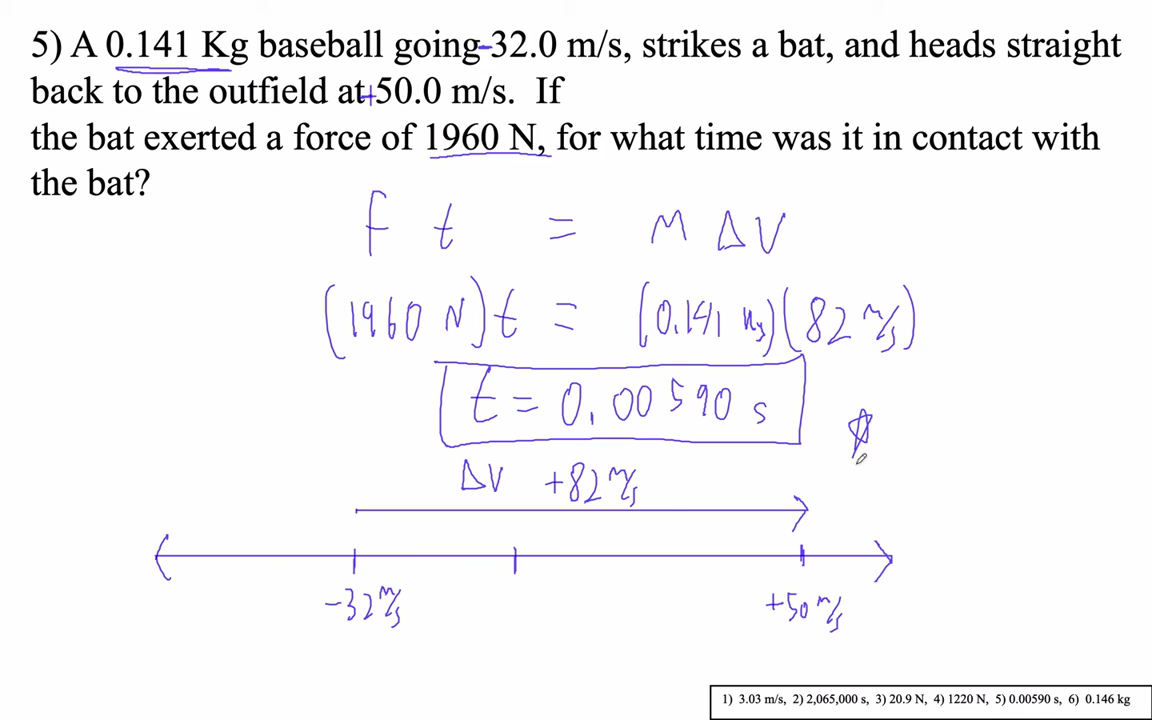 5) A 0.141 Kg baseball going -32.0 m/s, strikes a bat, and heads straight
back to the outfield at +50.0 m/s. If
the bat exerted a force of 1960 N, for what time was it in contact with
the bat?
F t = m ΔV
(1960 N)t = (0.141 kg)(82 m/s)
t = 0.00590 s
ΔV +82 m/s
-32 m/s +50 m/s
1) 3.03 m/s, 2) 2,065,000 s, 3) 20.9 N, 4) 1220 N, 5) 0.00590 s, 6) 0.146 kg